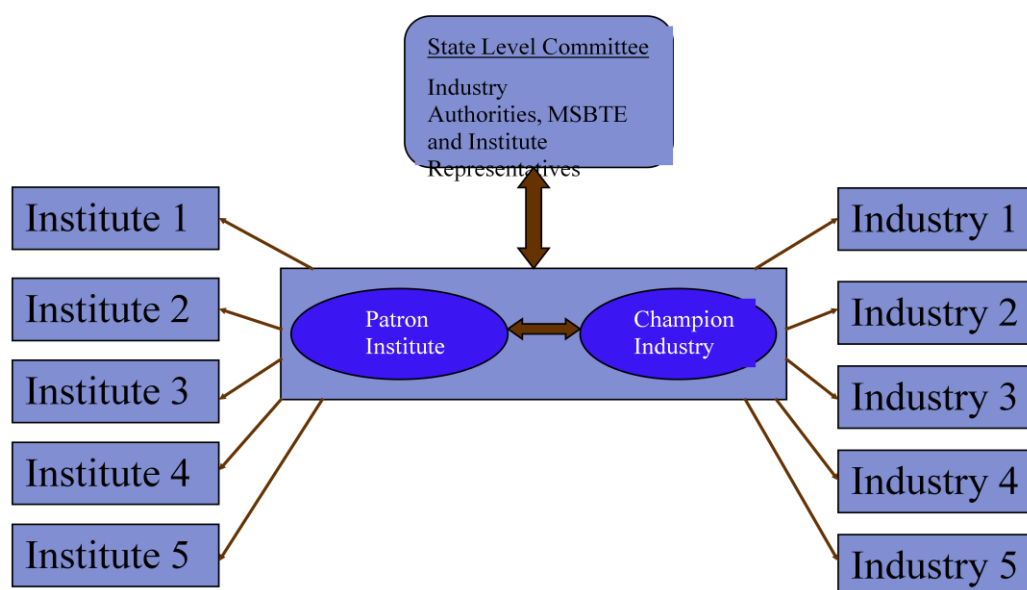 State Level Committee
Industry
Authorities, MSBTE
and Institute
Representatives
Institute 1
Institute 2
Institute 3
Institute 4
Institute 5
Patron
Institute
Champion
Industry
Industry 1
Industry 2
Industry 3
Industry 4
Industry 5